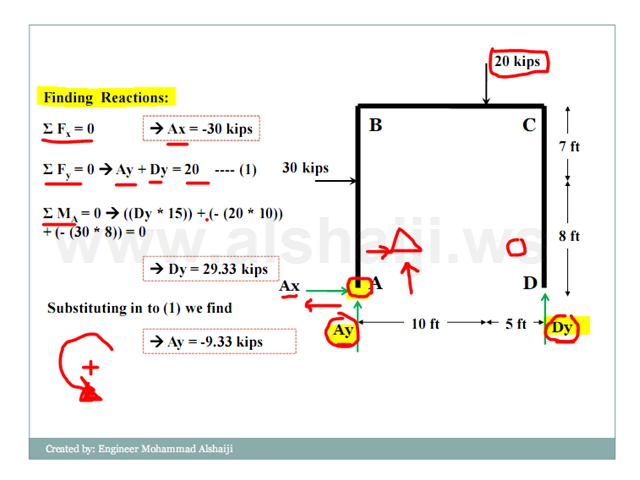 20 kips
Finding Reactions:
Σ Fx = 0 → Ax = -30 kips
B C
7 ft
Σ Fy = 0 → Ay + Dy = 20 ---- (1)
30 kips
Σ MA = 0 → ((Dy * 15)) + (- (20 * 10))
+ (- (30 * 8)) = 0
www.alshaiji.ws
8 ft
→ Dy = 29.33 kips
Ax A D
Substituting in to (1) we find
Ay 10 ft 5 ft Dy
→ Ay = -9.33 kips
+
Created by: Engineer Mohammad Alshaiji